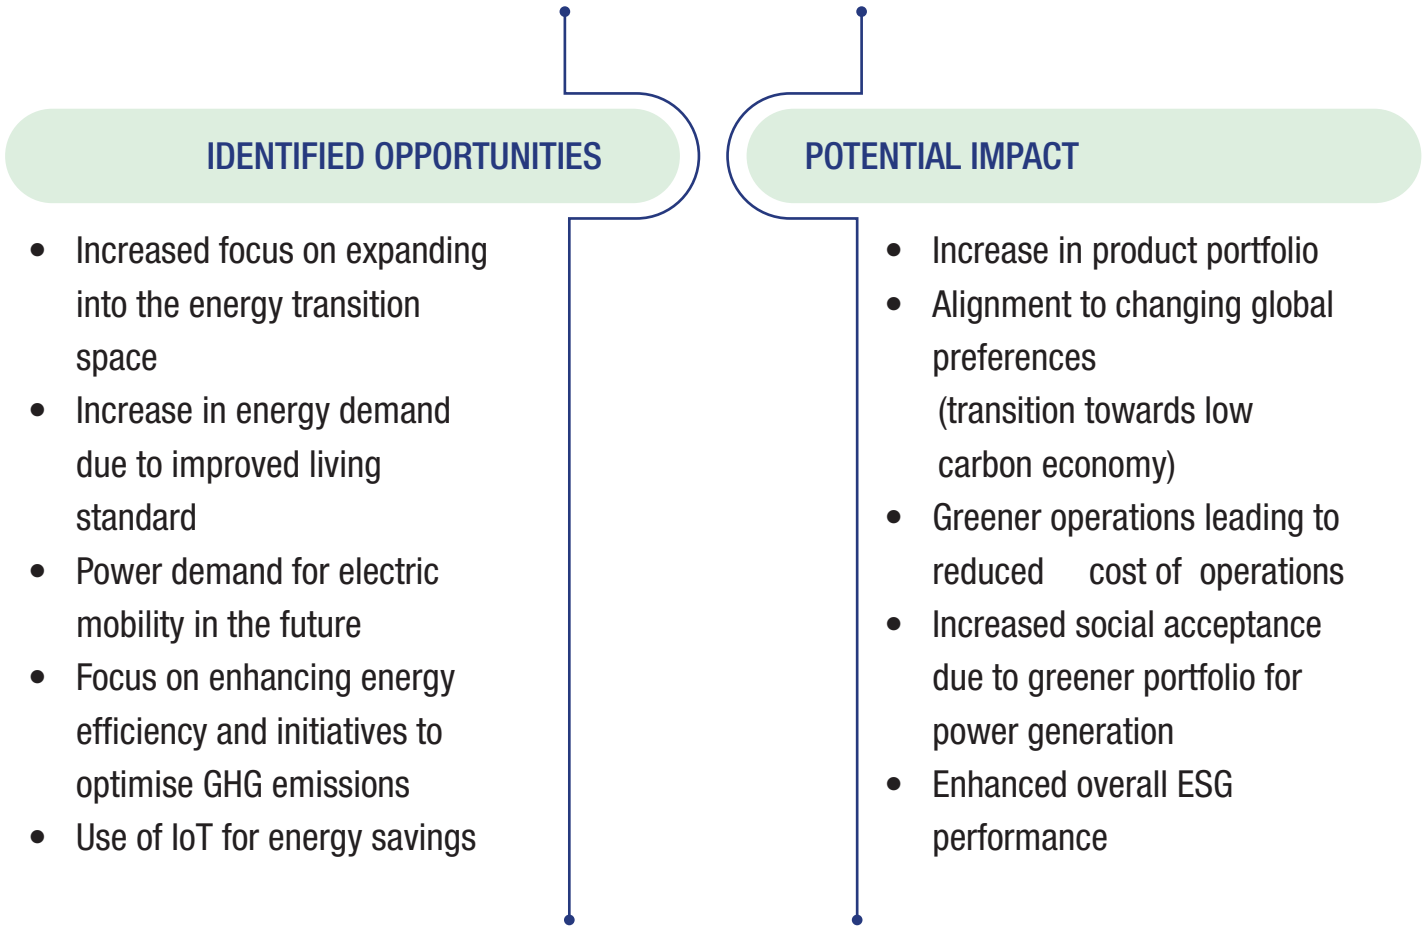 IDENTIFIED OPPORTUNITIES
• Increased focus on expanding
into the energy transition
space
• Increase in energy demand
due to improved living
standard
• Power demand for electric
mobility in the future
• Focus on enhancing energy
efficiency and initiatives to
optimise GHG emissions
• Use of IoT for energy savings
POTENTIAL IMPACT
• Increase in product portfolio
• Alignment to changing global
preferences
(transition towards low
carbon economy)
• Greener operations leading to
reduced cost of operations
• Increased social acceptance
due to greener portfolio for
power generation
• Enhanced overall ESG
performance